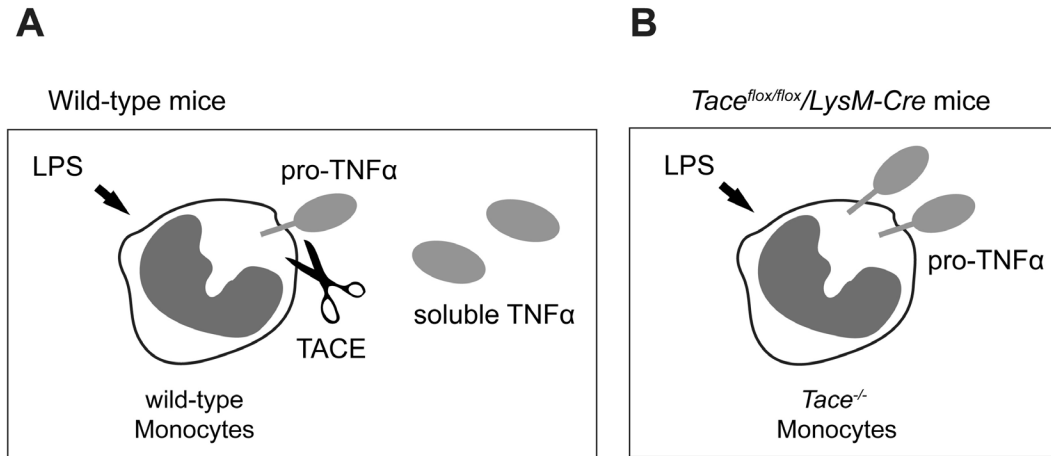 A
Wild-type mice
LPS
pro-TNFα
soluble TNFα
TACE
wild-type
Monocytes
B
Tace^flox/flox/LysM-Cre mice
LPS
pro-TNFα
Tace^-/-
Monocytes